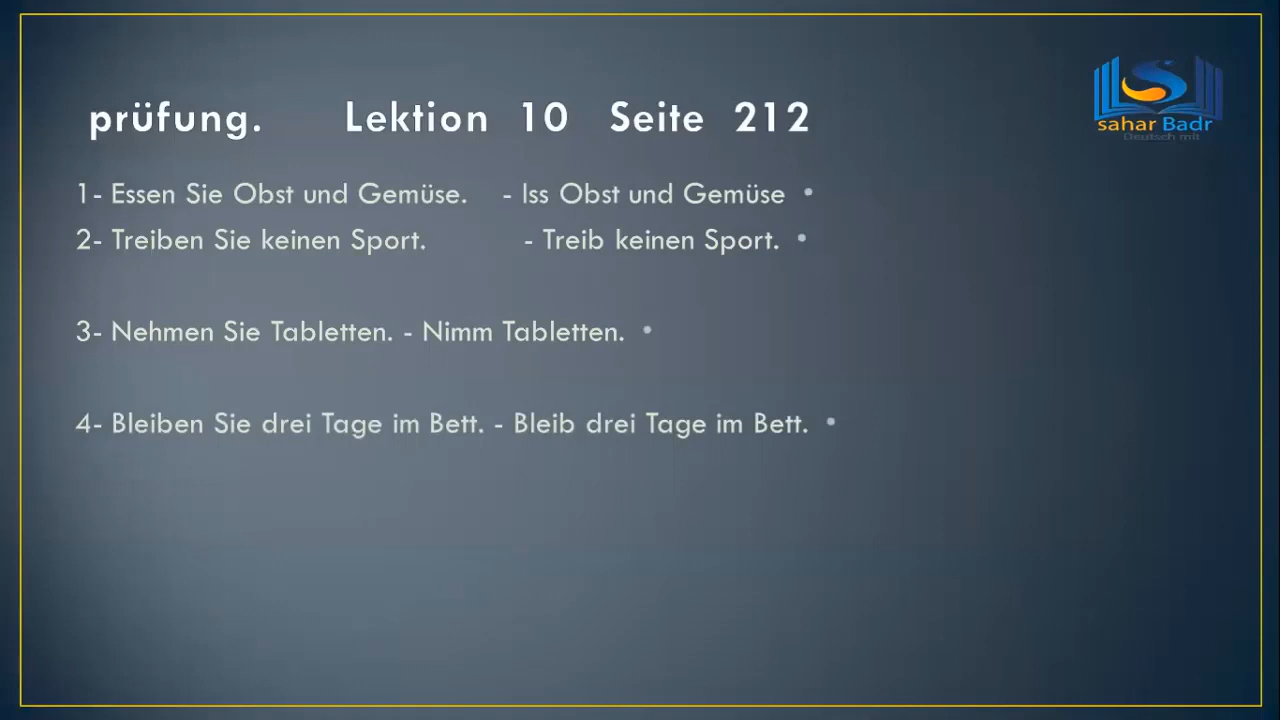 prüfung. Lektion 10 Seite 212
sahar Badr
Deutsch mit
1- Essen Sie Obst und Gemüse. - Iss Obst und Gemüse •
2- Treiben Sie keinen Sport. - Treib keinen Sport. •
3- Nehmen Sie Tabletten. - Nimm Tabletten. •
4- Bleiben Sie drei Tage im Bett. - Bleib drei Tage im Bett. •